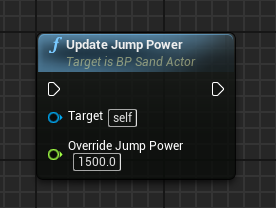 f Update Jump Power
Target is BP Sand Actor
Target self
Override Jump Power
1500.0